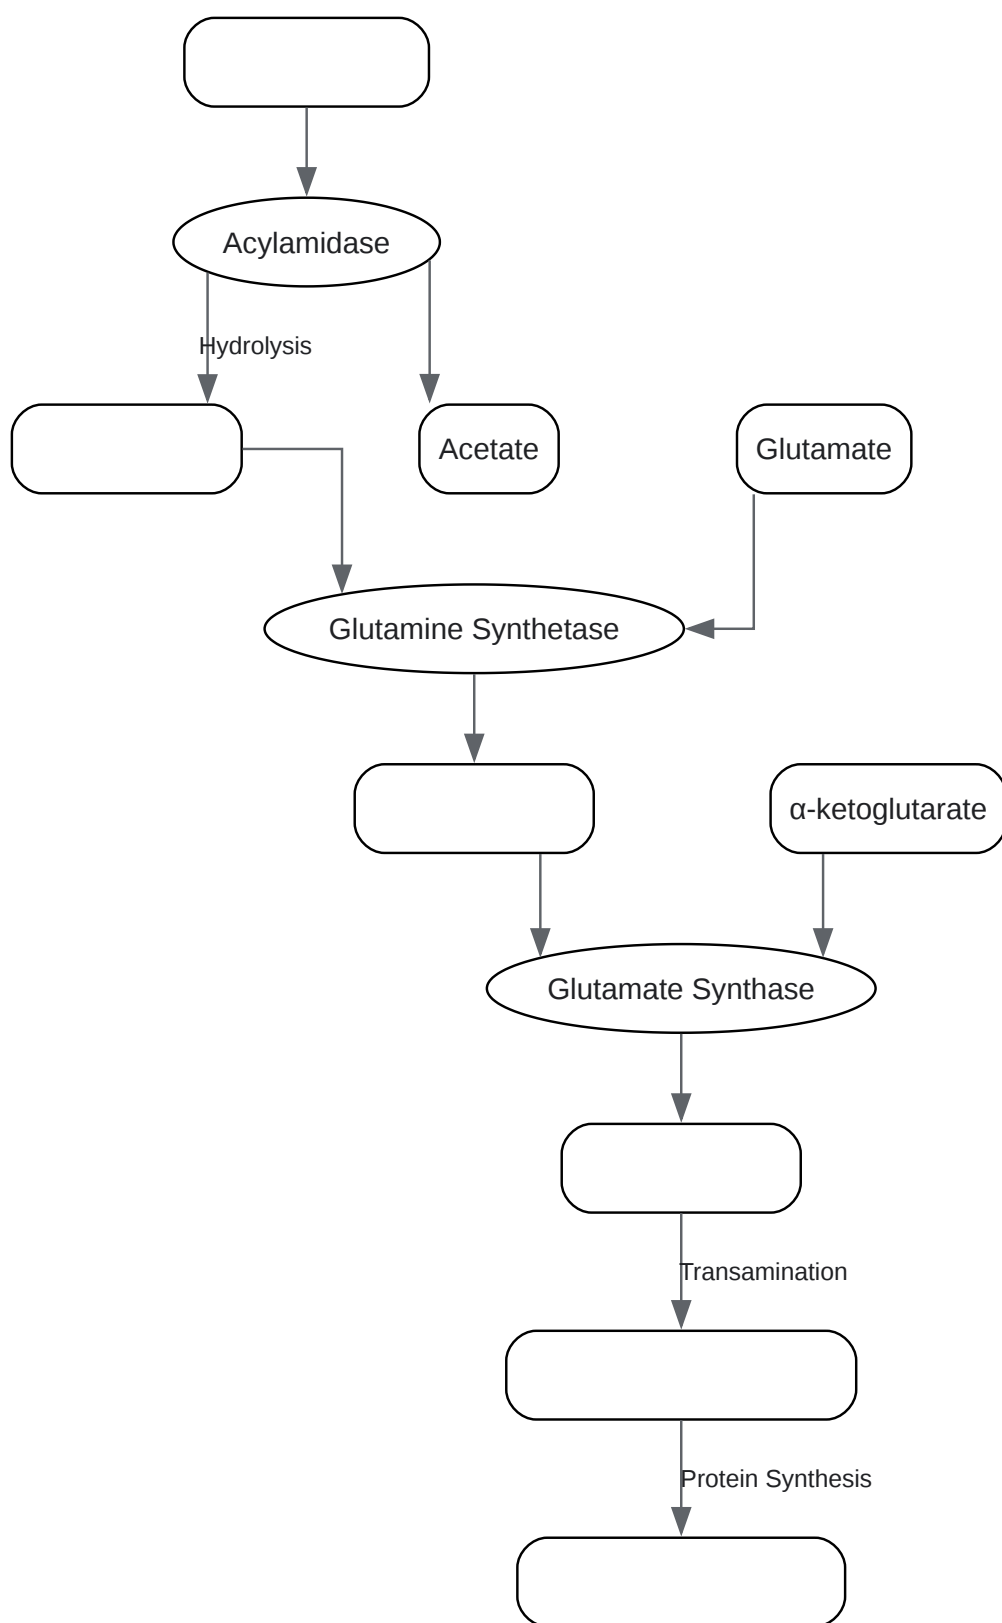 Acylamidase
Hydrolysis
Acetate
Glutamate
Glutamine Synthetase
α-ketoglutarate
Glutamate Synthase
Transamination
Protein Synthesis